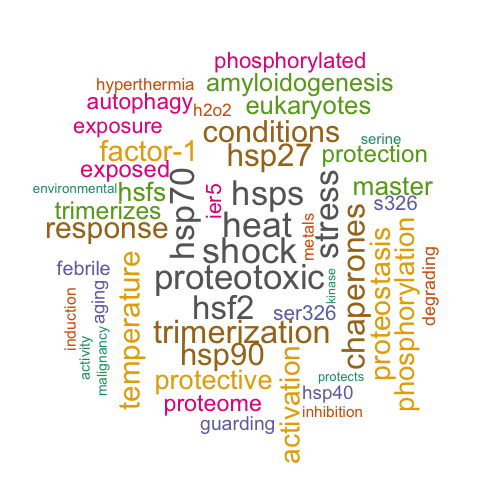 phosphorylated
hyperthermia
amyloidogenesis
autophagy
h2o2
eukaryotes
exposure
conditions
serine
factor-1
hsp27
protection
exposed
environmental
hsfs
hsp70
ier5
hsps
stress
master
trimerizes
s326
response
heat
metals
chaperones
proteostasis
phosphorylation
degrading
shock
febrile
proteotoxic
kinase
induction
aging
temperature
hsf2
ser326
activity
malignancy
trimerization
hsp90
activation
protective
protects
hsp40
proteome
inhibition
guarding